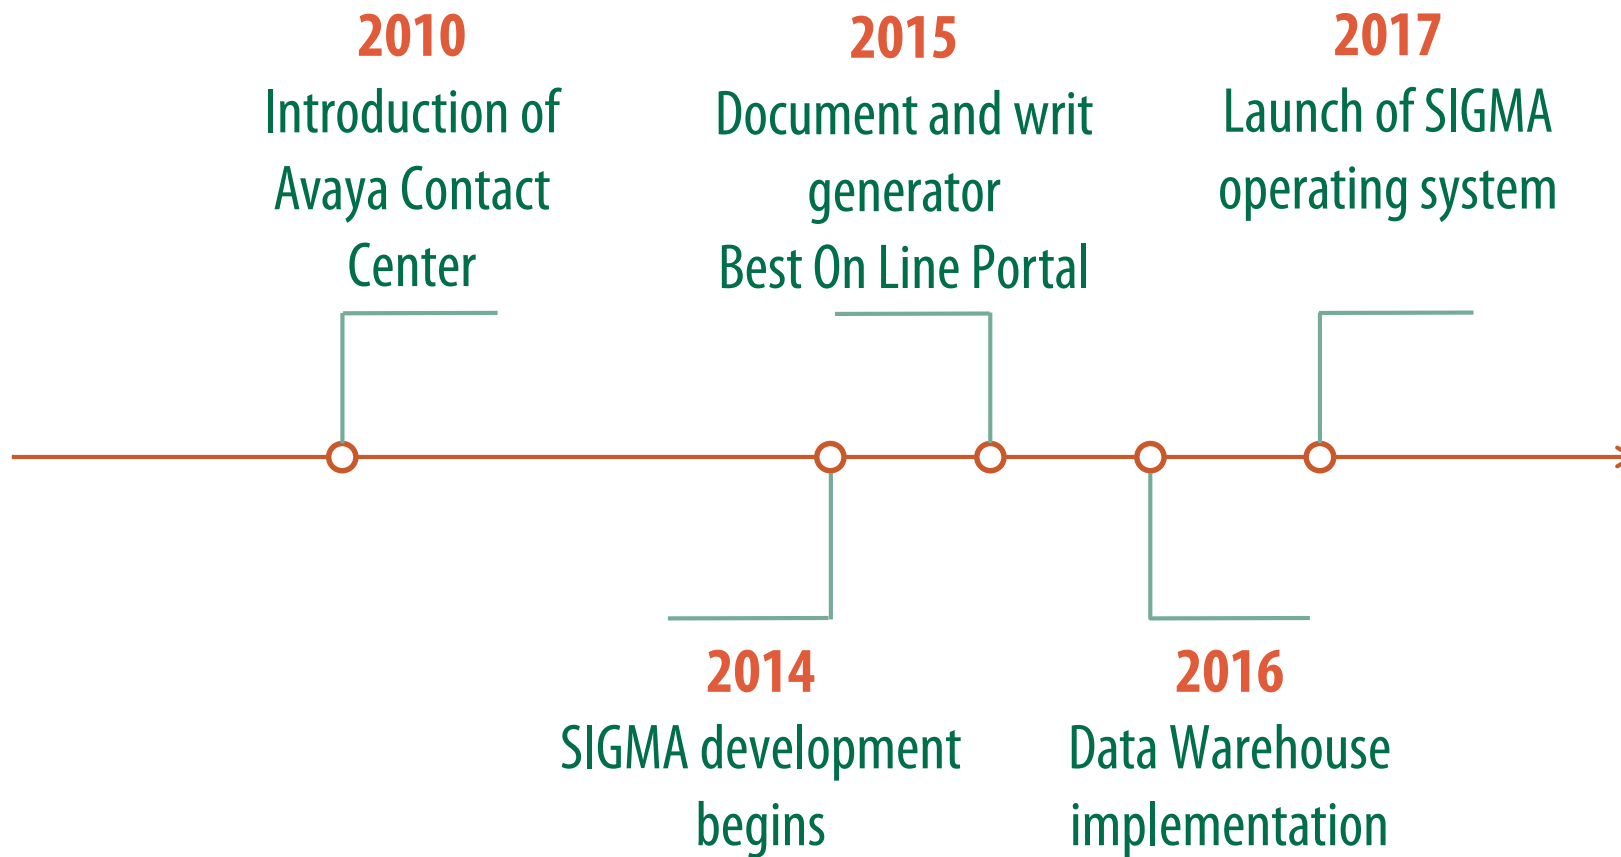 2010
Introduction of
Avaya Contact
Center
2015
Document and writ
generator
Best On Line Portal
2017
Launch of SIGMA
operating system
2014
SIGMA development
begins
2016
Data Warehouse
implementation